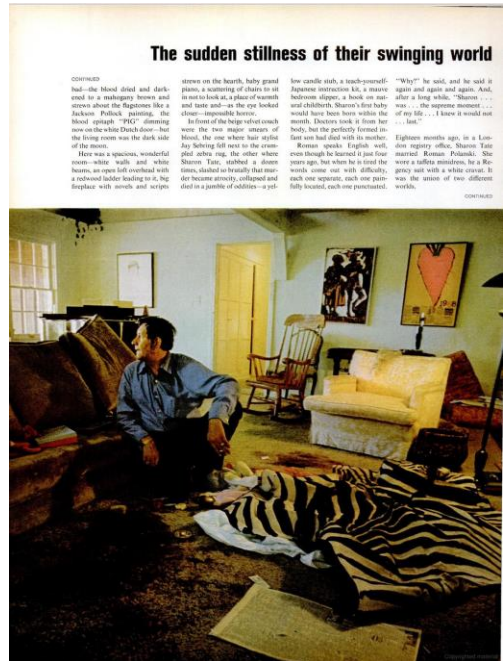 The sudden stillness of their swinging world
CONTINUED
bad—the blood dried and dark-
ened to a mahogany brown and
strewn about the flagstones like a
Jackson Pollock painting, the
blood epitaph "PIG" dimming
now on the white Dutch door—but
the living room was the dark side
of the moon.
Here was a spacious, wonderful
room—white walls and white
beams, an open loft overhead with
a redwood ladder leading to it, big
fireplace with novels and scripts
strewn on the hearth, baby grand
piano, a scattering of chairs to sit
in not to look at, a place of warmth
and taste and—as the eye looked
closer—impossible horror.
In front of the beige velvet couch
were the two major smears of
blood, the one where hair stylist
Jay Sebring fell next to the crum-
pled zebra rug, the other where
Sharon Tate, stabbed a dozen
times, slashed so brutally that mur-
der became atrocity, collapsed and
died in a jumble of oddities—a yel-
low candle stub, a teach-yourself-
Japanese instruction kit, a mauve
bedroom slipper, a book on nat-
ural childbirth. Sharon's first baby
would have been born within the
month. Doctors took it from her
body, but the perfectly formed in-
fant son had died with its mother.
Roman speaks English well,
even though he learned it just four
years ago, but when he is tired the
words come out with difficulty,
each one separate, each one pain-
fully located, each one punctuated.
"Why?" he said, and he said it
again and again and again. And,
after a long while, "Sharon . . .
was . . . the supreme moment . . .
of my life . . . I knew it would not
. . . last."
Eighteen months ago, in a Lon-
don registry office, Sharon Tate
married Roman Polanski. She
wore a taffeta minidress, he a Re-
gency suit with a white cravat. It
was the union of two different
worlds.
CONTINUED
Copyrighted material